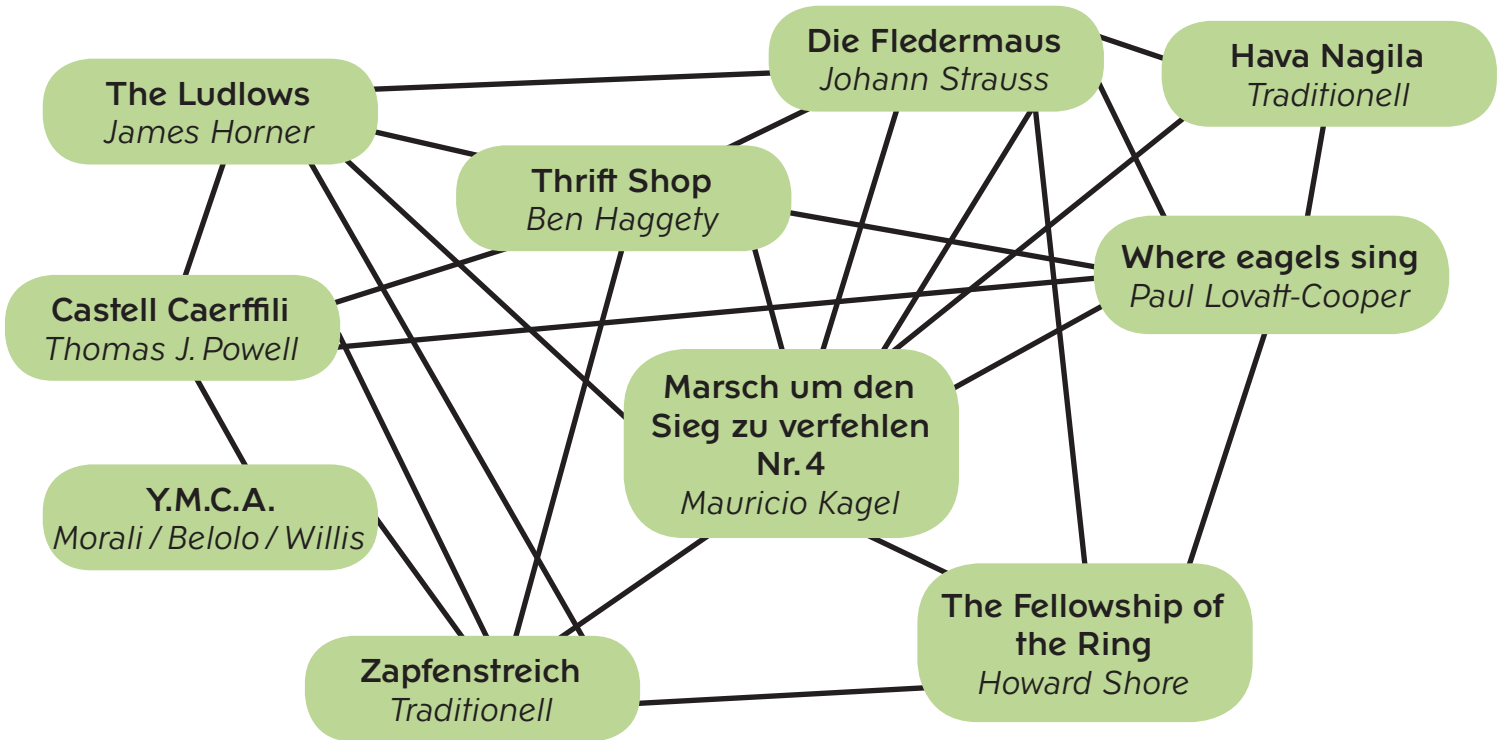 Die Fledermaus
Johann Strauss
Hava Nagila
Traditionell
The Ludlows
James Horner
Thrift Shop
Ben Haggety
Where eagels sing
Paul Lovatt-Cooper
Castell Caerffili
Thomas J. Powell
Marsch um den
Sieg zu verfehlen
Nr. 4
Mauricio Kagel
Y.M.C.A.
Morali / Belolo / Willis
The Fellowship of
the Ring
Howard Shore
Zapfenstreich
Traditionell